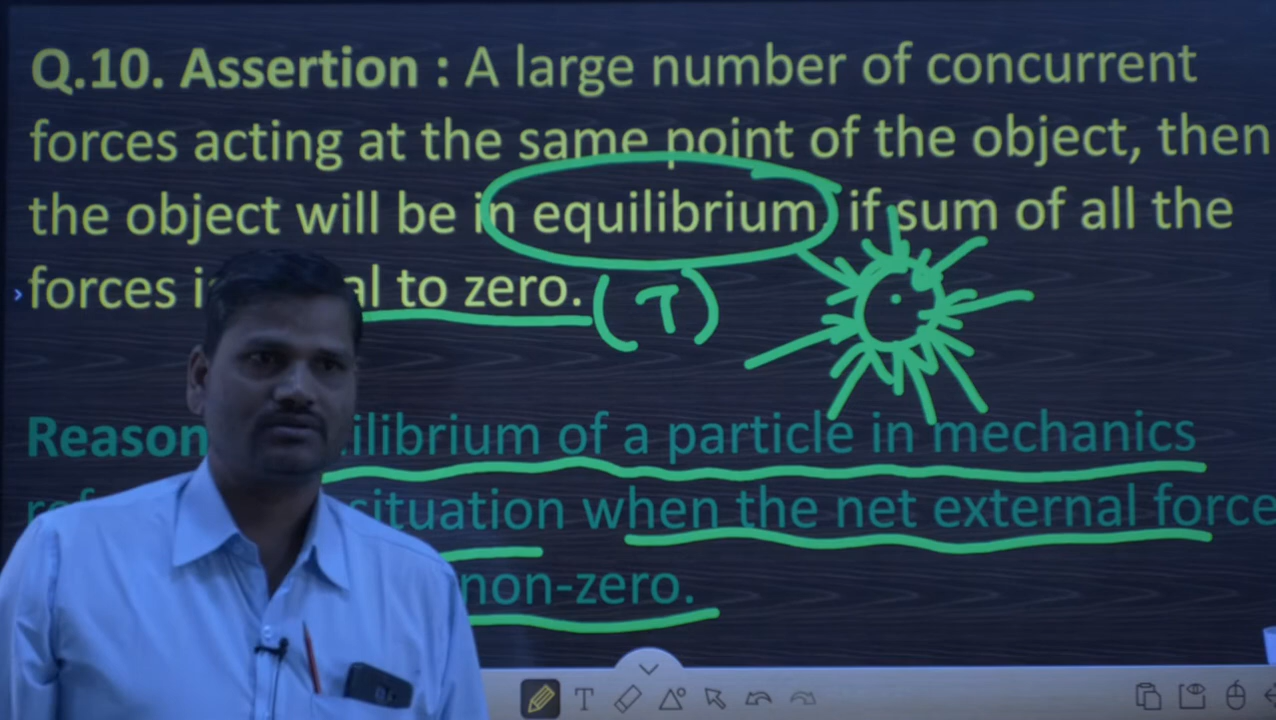 Q.10. Assertion : A large number of concurrent
forces acting at the same point of the object, then
the object will be in equilibrium, if sum of all the
forces is al to zero. (T)
Reason ilibrium of a particle in mechanics
situation when the net external force
non-zero.
T